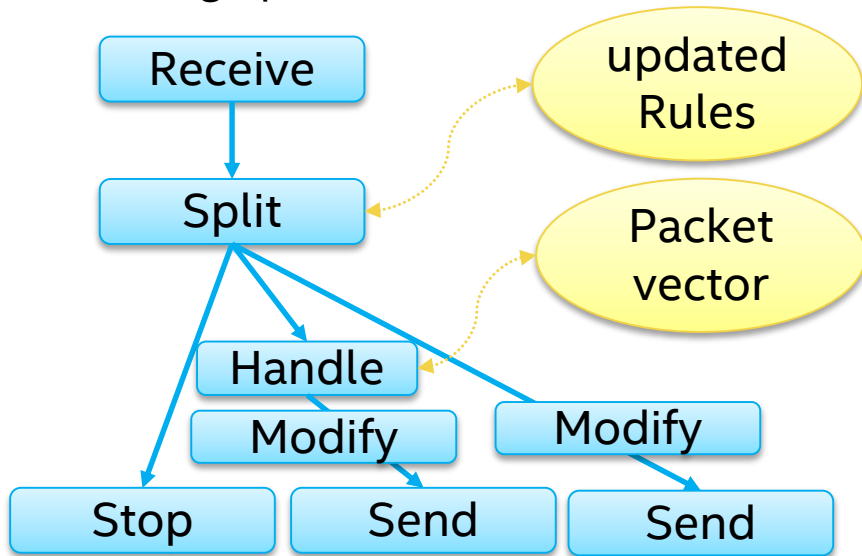 Receive
updated
Rules
Split
Packet
vector
Handle
Modify
Modify
Stop
Send
Send